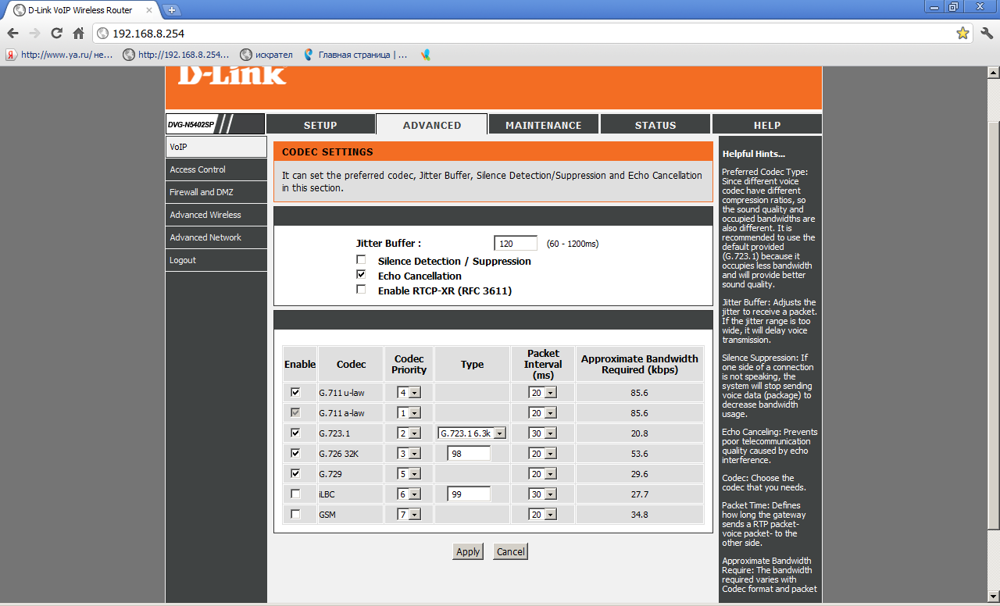 D-Link VoIP Wireless Router
192.168.8.254
http://www.ya.ru/ не... http://192.168.8.254... искрател Главная страница | ...
D-Link
DVG-N5402SP SETUP ADVANCED MAINTENANCE STATUS HELP
VoIP
Access Control
Firewall and DMZ
Advanced Wireless
Advanced Network
Logout
CODEC SETTINGS
It can set the preferred codec, Jitter Buffer, Silence Detection/Suppression and Echo Cancellation
in this section.
Jitter Buffer : 120 (60 - 1200ms)
Silence Detection / Suppression
Echo Cancellation
Enable RTCP-XR (RFC 3611)
Enable Codec Codec Priority Type Packet Interval (ms) Approximate Bandwidth Required (kbps)
G.711 u-law 4 20 85.6
G.711 a-law 1 20 85.6
G.723.1 2 G.723.1 6.3k 30 20.8
G.726 32K 3 98 20 53.6
G.729 5 20 29.6
iLBC 6 99 30 27.7
GSM 7 20 34.8
Apply Cancel
Helpful Hints...
Preferred Codec Type:
Since different voice
codec have different
compression ratios, so
the sound quality and
occupied bandwidths are
also different. It is
recommended to use the
default provided
(G.723.1) because it
occupies less bandwidth
and will provide better
sound quality.
Jitter Buffer: Adjusts the
jitter to receive a packet.
If the jitter range is too
wide, it will delay voice
transmission.
Silence Suppression: If
one side of a connection
is not speaking, the
system will stop sending
voice data (package) to
decrease bandwidth
usage.
Echo Canceling: Prevents
poor telecommunication
quality caused by echo
interference.
Codec: Choose the
codec that you needs.
Packet Time: Defines
how long the gateway
sends a RTP packet-
voice packet- to the
other side.
Approximate Bandwidth
Require: The bandwidth
required varies with
Codec format and packet